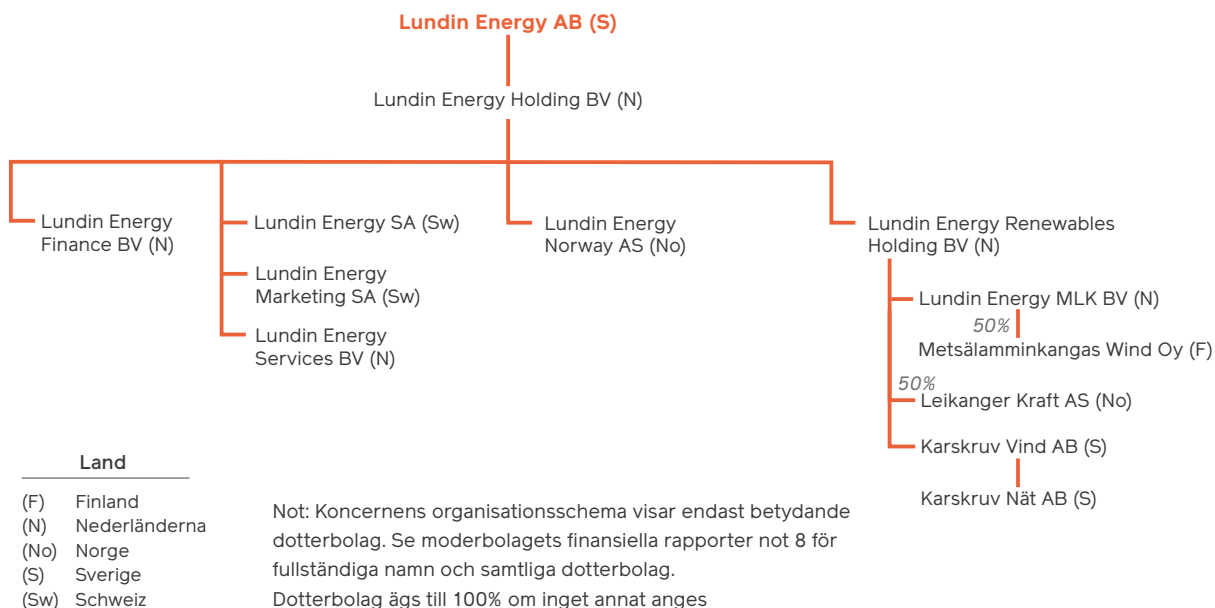 Lundin Energy AB (S)
Lundin Energy Holding BV (N)
Lundin Energy
Finance BV (N)
Lundin Energy SA (Sw)
Lundin Energy
Marketing SA (Sw)
Lundin Energy
Services BV (N)
Lundin Energy
Norway AS (No)
Lundin Energy Renewables
Holding BV (N)
Lundin Energy MLK BV (N)
50%
Metsälamminkangas Wind Oy (F)
50%
Leikanger Kraft AS (No)
Karskruv Vind AB (S)
Karskruv Nät AB (S)
Land
(F) Finland
(N) Nederländerna
(No) Norge
(S) Sverige
(Sw) Schweiz
Not: Koncernens organisationsschema visar endast betydande
dotterbolag. Se moderbolagets finansiella rapporter not 8 för
fullständiga namn och samtliga dotterbolag.
Dotterbolag ägs till 100% om inget annat anges